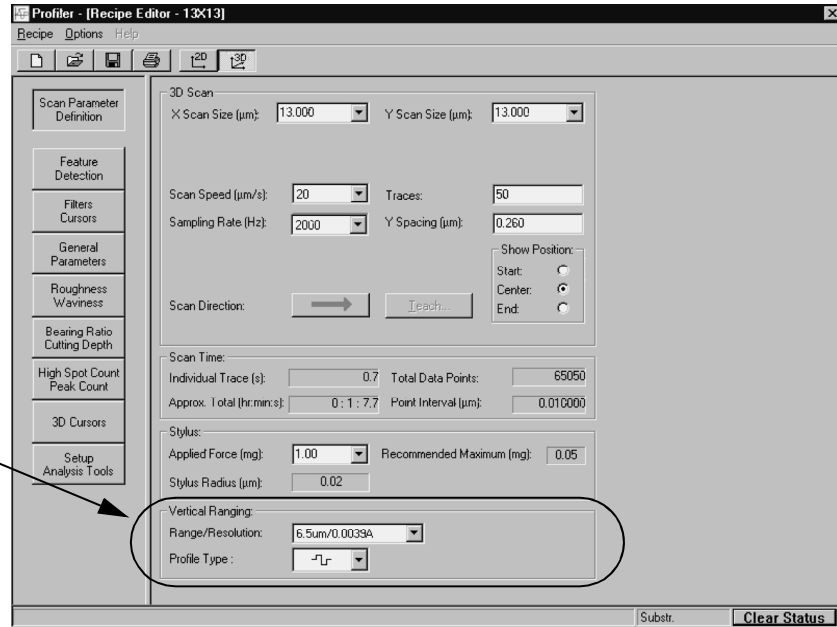 Profiler - [Recipe Editor - 13X13]
Recipe Options Help
2D 3D
Scan Parameter
Definition
Feature
Detection
Filters
Cursors
General
Parameters
Roughness
Waviness
Bearing Ratio
Cutting Depth
High Spot Count
Peak Count
3D Cursors
Setup
Analysis Tools
3D Scan
X Scan Size (µm): 13.000 Y Scan Size (µm): 13.000
Scan Speed (µm/s): 20 Traces: 50
Sampling Rate (Hz): 2000 Y Spacing (µm): 0.260
Show Position:
Start:
Center:
End:
Scan Direction: Teach...
Scan Time:
Individual Trace (s): 0.7 Total Data Points: 65050
Approx. Total (hr:min:s): 0 : 1 : 7.7 Point Interval (µm): 0.010000
Stylus:
Applied Force (mg): 1.00 Recommended Maximum (mg): 0.05
Stylus Radius (µm): 0.02
Vertical Ranging:
Range/Resolution: 6.5um/0.0039A
Profile Type :
Substr. Clear Status